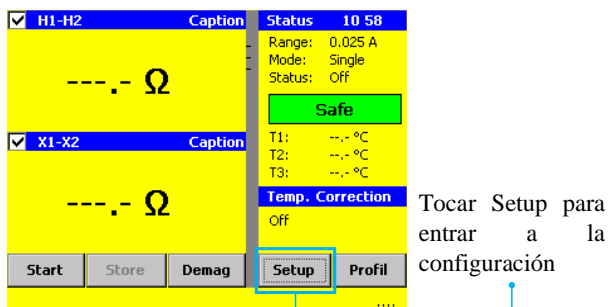 H1-H2 Caption
---.- Ω
X1-X2 Caption
---.- Ω
Status 10 58
Range: 0.025 A
Mode: Single
Status: Off
Safe
T1: --.- °C
T2: --.- °C
T3: --.- °C
Temp. Correction
Off
Start Store Demag Setup Profil
Tocar Setup para
entrar a la
configuración